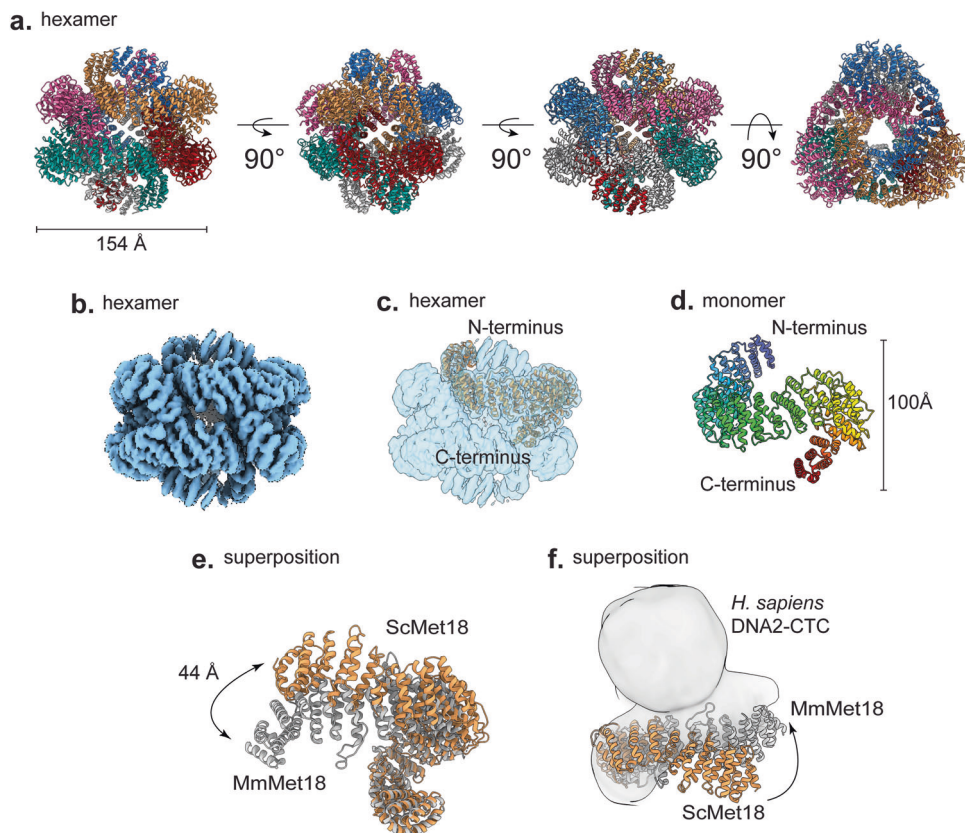 a. hexamer
90°
90°
90°
154 Å
b. hexamer
c. hexamer
N-terminus
C-terminus
d. monomer
N-terminus
100Å
C-terminus
e. superposition
ScMet18
44 Å
MmMet18
f. superposition
H. sapiens
DNA2-CTC
MmMet18
ScMet18